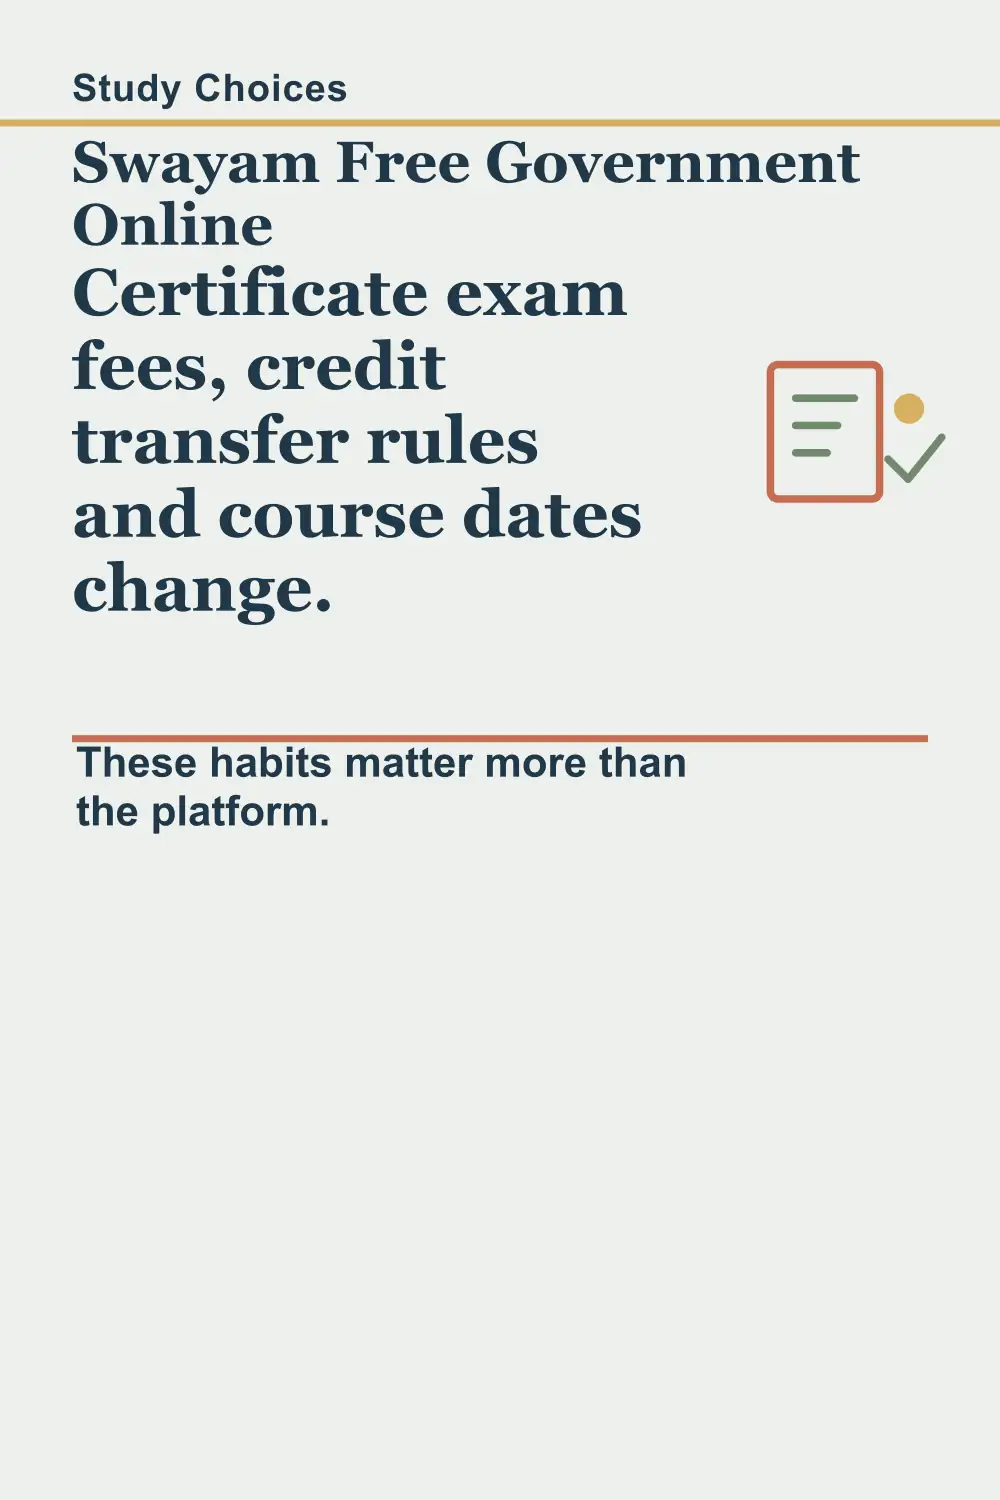 Study Choices
Swayam Free Government
Online
Certificate exam
fees, credit
transfer rules
and course dates
change.
These habits matter more than
the platform.